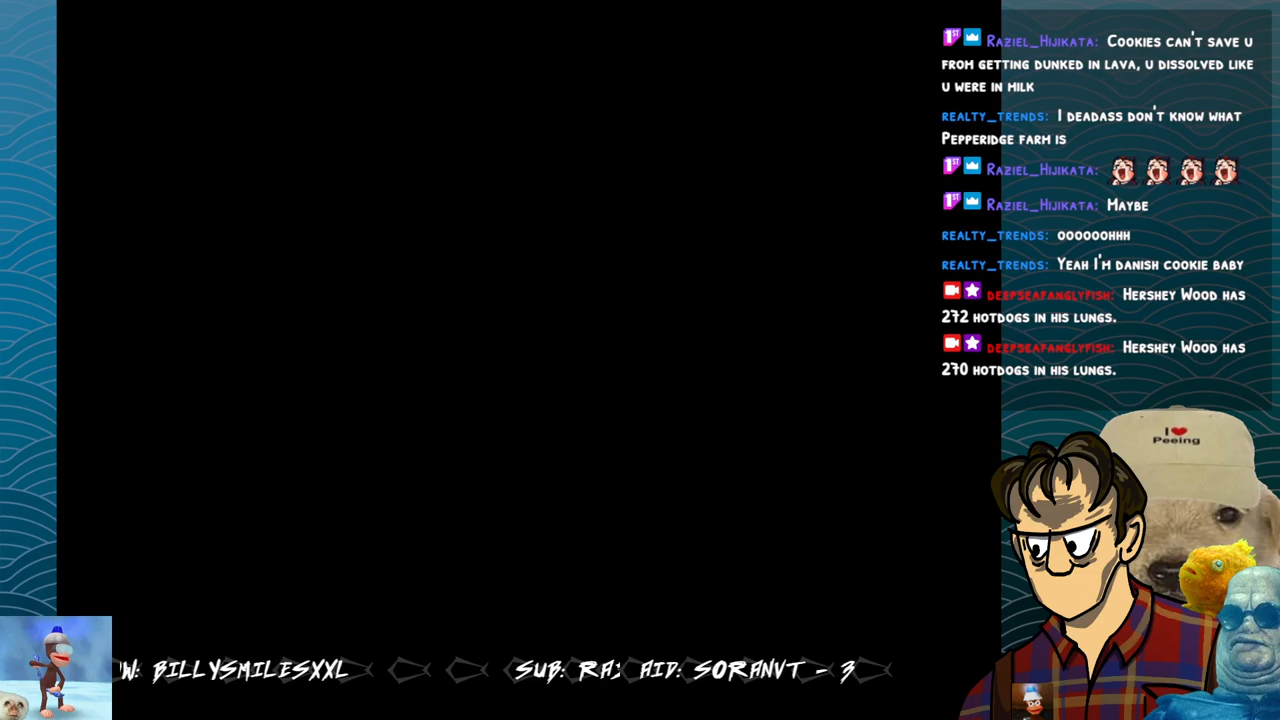 Raziel_Hijikata: Cookies can't save u
from getting dunked in lava, u dissolved like
u were in milk
realty_trends: I deadass don't know what
Pepperidge farm is
Raziel_Hijikata:
Raziel_Hijikata: Maybe
realty_trends: oooooohhh
realty_trends: Yeah I'm danish cookie baby
deepseafanglyfish: Hershey Wood has
272 hotdogs in his lungs.
deepseafanglyfish: Hershey Wood has
270 hotdogs in his lungs.
I ❤
Peeing
W: BILLYSMILESXXL SUB: RA AID: SORANVT - 3